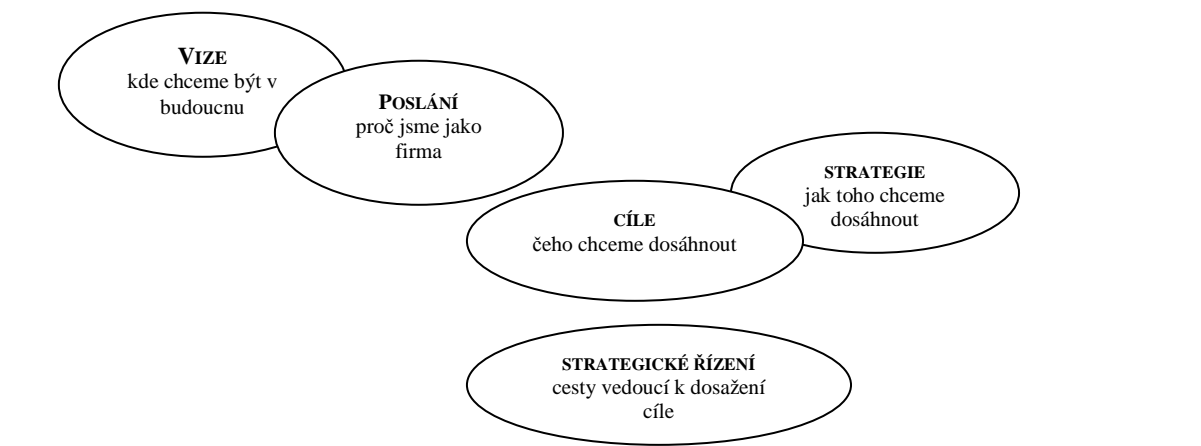 VIZE
kde chceme být v
budoucnu
POSLÁNÍ
proč jsme jako
firma
STRATEGIE
jak toho chceme
dosáhnout
CÍLE
čeho chceme dosáhnout
STRATEGICKÉ ŘÍZENÍ
cesty vedoucí k dosažení
cíle